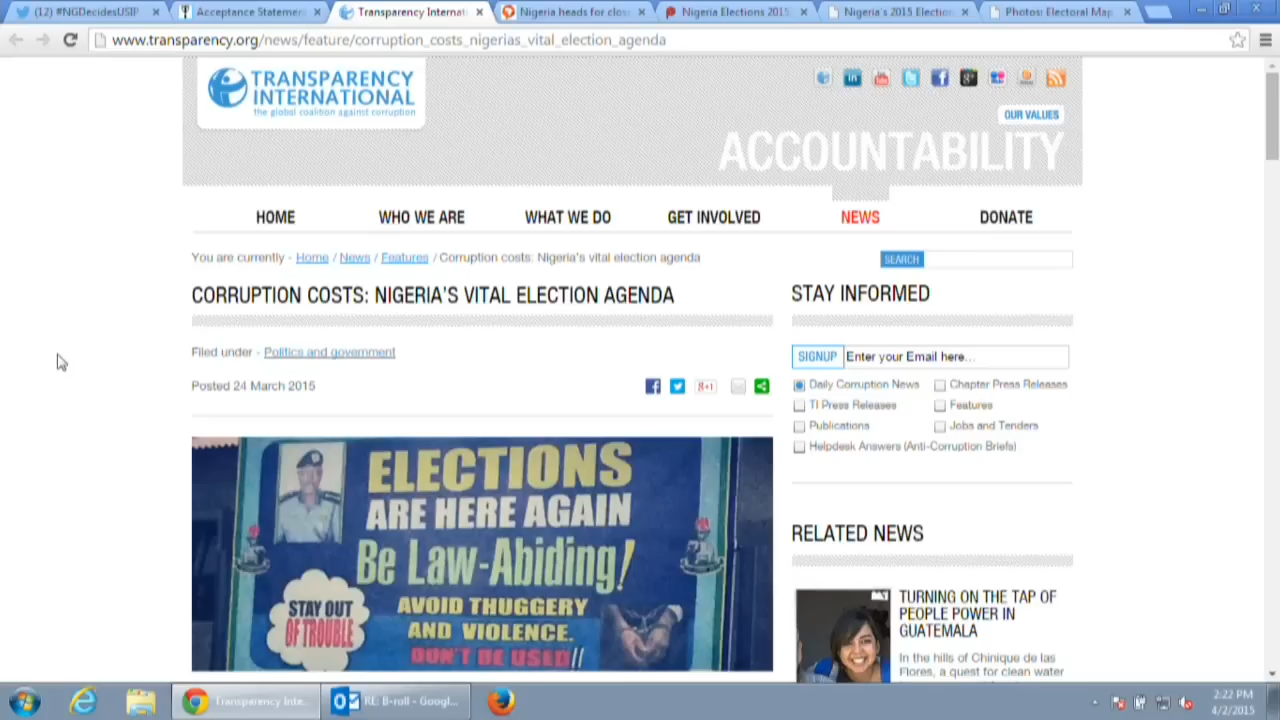 (12) #NGDecidesUSIP
Acceptance Statemen
Transparency Internat
Nigeria heads for clos
Nigeria Elections 2015
Nigeria's 2015 Election
Photos: Electoral Map
www.transparency.org/news/feature/corruption_costs_nigerias_vital_election_agenda
TRANSPARENCY
INTERNATIONAL
the global coalition against corruption
OUR VALUES
ACCOUNTABILITY
HOME WHO WE ARE WHAT WE DO GET INVOLVED NEWS DONATE
You are currently - Home / News / Features / Corruption costs: Nigeria's vital election agenda
SEARCH
CORRUPTION COSTS: NIGERIA'S VITAL ELECTION AGENDA
Filed under - Politics and government
Posted 24 March 2015
ELECTIONS
ARE HERE AGAIN
Be Law-Abiding!
STAY OUT
OF TROUBLE
AVOID THUGGERY
AND VIOLENCE.
DON'T BE USED!!
STAY INFORMED
SIGNUP Enter your Email here...
Daily Corruption News Chapter Press Releases
TI Press Releases Features
Publications Jobs and Tenders
Helpdesk Answers (Anti-Corruption Briefs)
RELATED NEWS
TURNING ON THE TAP OF
PEOPLE POWER IN
GUATEMALA
In the hills of Chinique de las
Flores, a quest for clean water
Transparency Inte...
RE: B-roll - Googl...
2:22 PM
4/2/2015